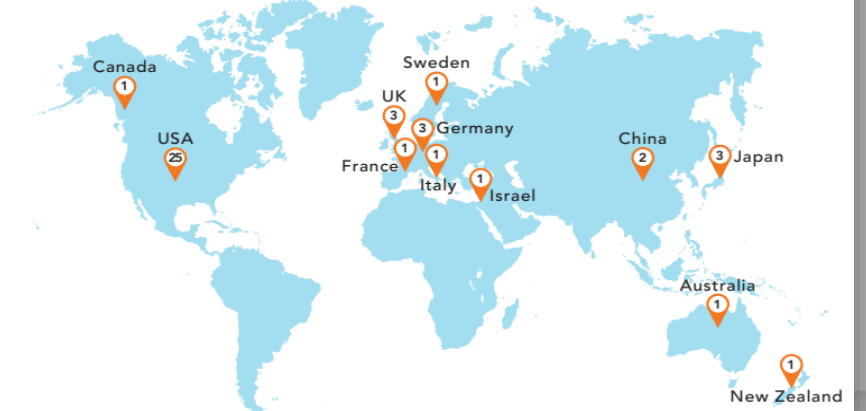 Sweden
1
Canada
1
UK
3
3
Germany
USA
25
China
2
3
Japan
1
France
1
Italy
1
Israel
Australia
1
1
New Zealand